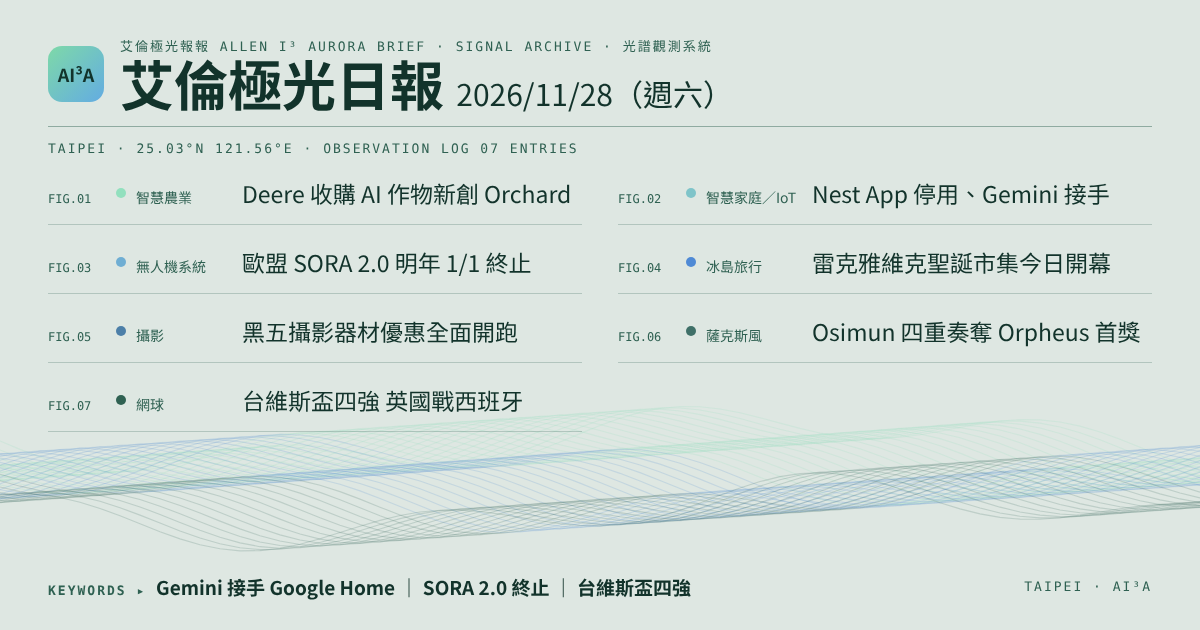 AI³A
艾倫極光報報 ALLEN I³ AURORA BRIEF · SIGNAL ARCHIVE · 光譜觀測系統
艾倫極光日報 2026/11/28（週六）
TAIPEI · 25.03°N 121.56°E · OBSERVATION LOG 07 ENTRIES
FIG.01 智慧農業 Deere 收購 AI 作物新創 Orchard
FIG.02 智慧家庭／IoT Nest App 停用、Gemini 接手
FIG.03 無人機系統 歐盟 SORA 2.0 明年 1/1 終止
FIG.04 冰島旅行 雷克雅維克聖誕市集今日開幕
FIG.05 攝影 黑五攝影器材優惠全面開跑
FIG.06 薩克斯風 Osimun 四重奏奪 Orpheus 首獎
FIG.07 網球 台維斯盃四強 英國戰西班牙
KEYWORDS ▸ Gemini 接手 Google Home｜SORA 2.0 終止｜台維斯盃四強
TAIPEI · AI³A